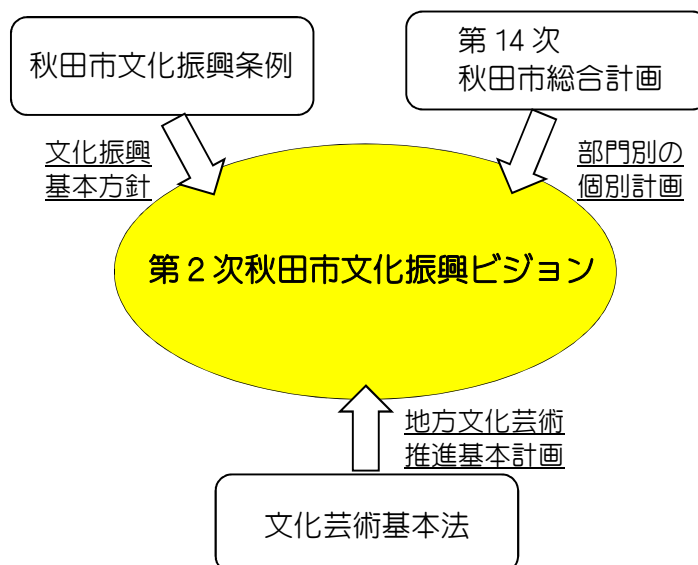 秋田市文化振興条例
第14次
秋田市総合計画
文化振興
基本方針
部門別の
個別計画
第2次秋田市文化振興ビジョン
地方文化芸術
推進基本計画
文化芸術基本法